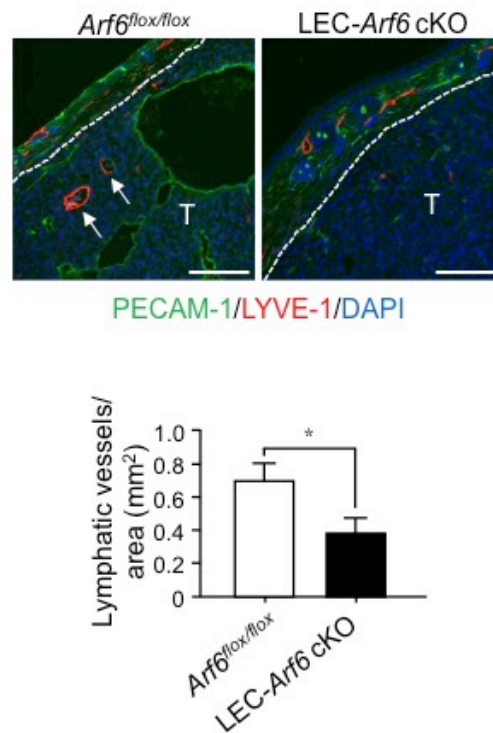 Arf6flox/flox
LEC-Arf6 cKO
T
T
PECAM-1/LYVE-1/DAPI
Lymphatic vessels/
area (mm2)
1.0
0.8
0.6
0.4
0.2
0
*
Arf6flox/flox
LEC-Arf6 cKO